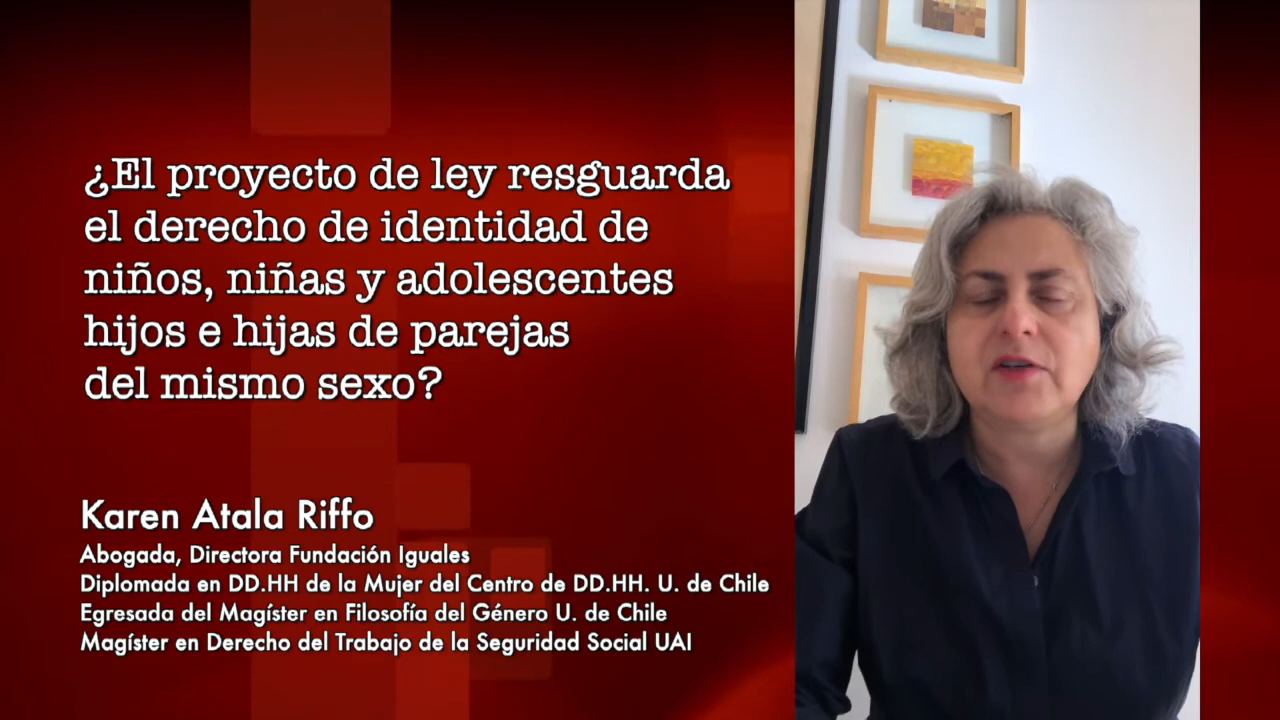 ¿El proyecto de ley resguarda
el derecho de identidad de
niños, niñas y adolescentes
hijos e hijas de parejas
del mismo sexo?
Karen Atala Riffo
Abogada, Directora Fundación Iguales
Diplomada en DD.HH de la Mujer del Centro de DD.HH. U. de Chile
Egresada del Magíster en Filosofía del Género U. de Chile
Magíster en Derecho del Trabajo de la Seguridad Social UAI